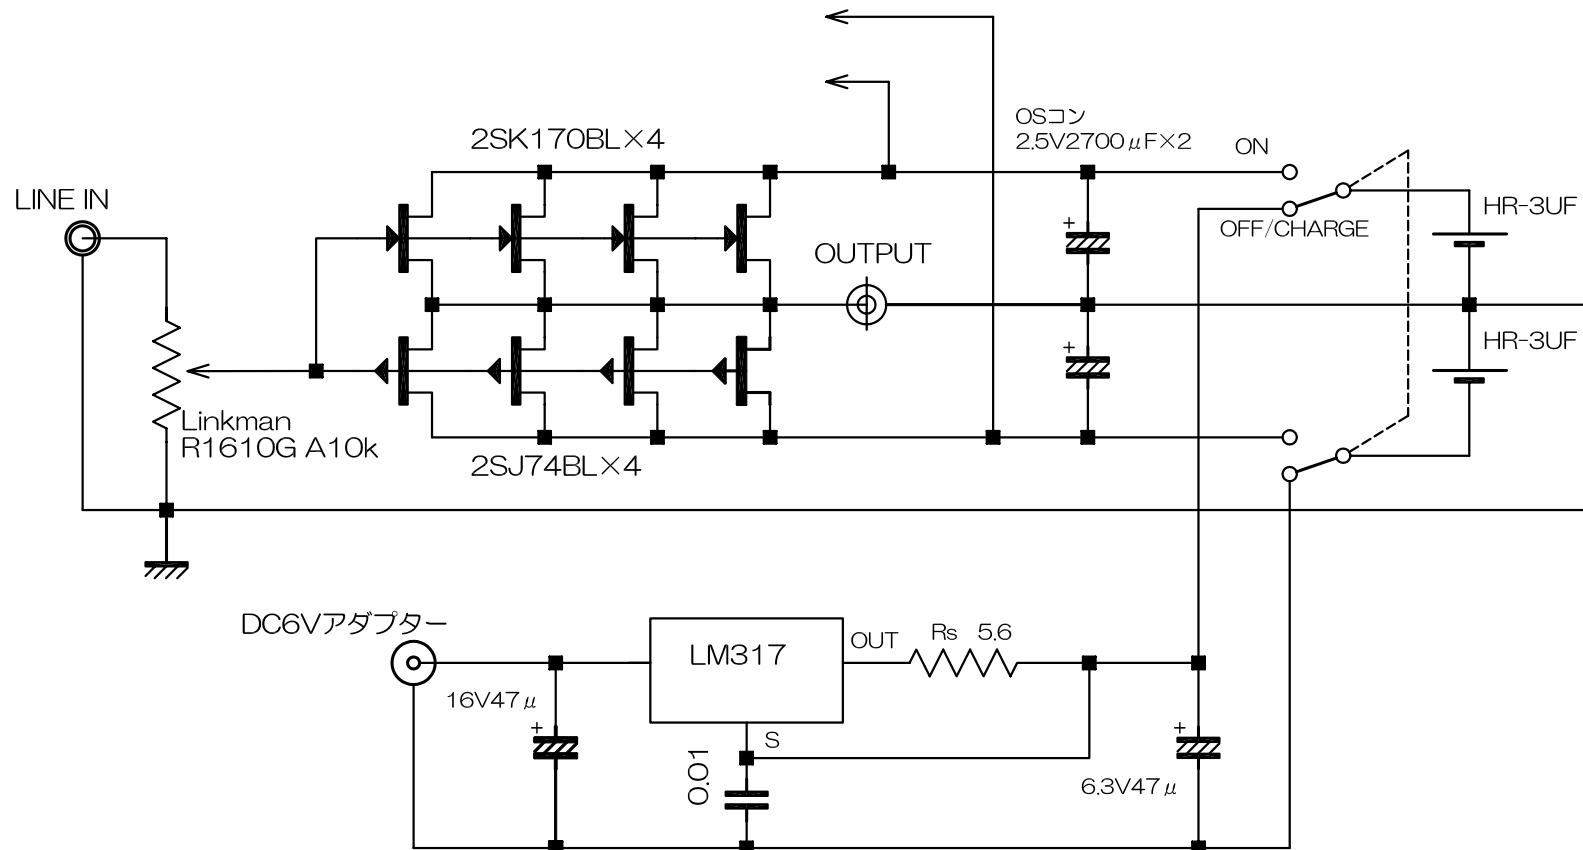 2SK170BL×4
OSコン
2.5V2700μF×2
ON
LINE IN
HR-3UF
OFF/CHARGE
OUTPUT
HR-3UF
Linkman
R1610G A10k
2SJ74BL×4
DC6Vアダプター
LM317
OUT
Rs 5.6
16V47μ
+
+
+
+
S
0.01
6.3V47μ